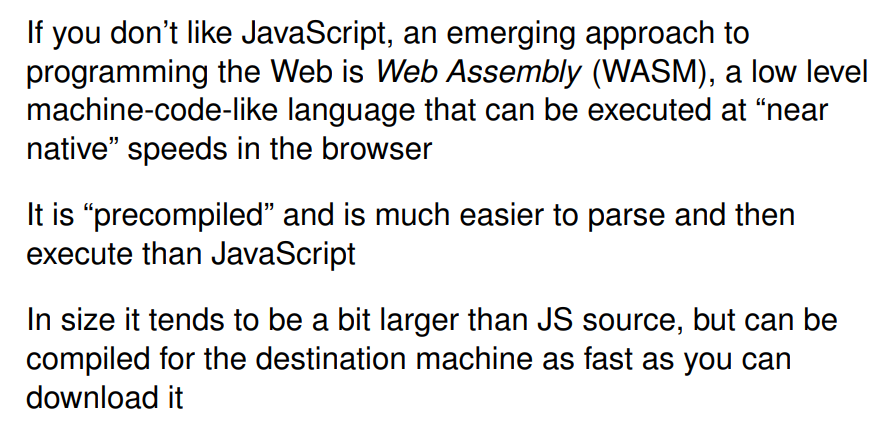 If you don’t like JavaScript, an emerging approach to
programming the Web is Web Assembly (WASM), a low level
machine-code-like language that can be executed at “near
native” speeds in the browser
It is “precompiled” and is much easier to parse and then
execute than JavaScript
In size it tends to be a bit larger than JS source, but can be
compiled for the destination machine as fast as you can
download it